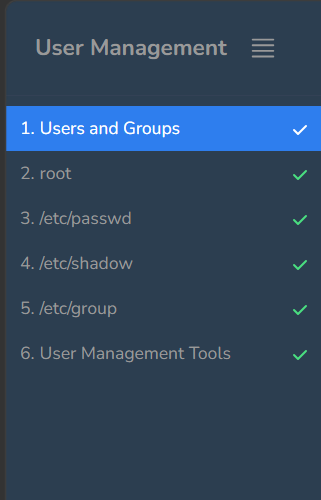 User Management
1. Users and Groups
2. root
3. /etc/passwd
4. /etc/shadow
5. /etc/group
6. User Management Tools